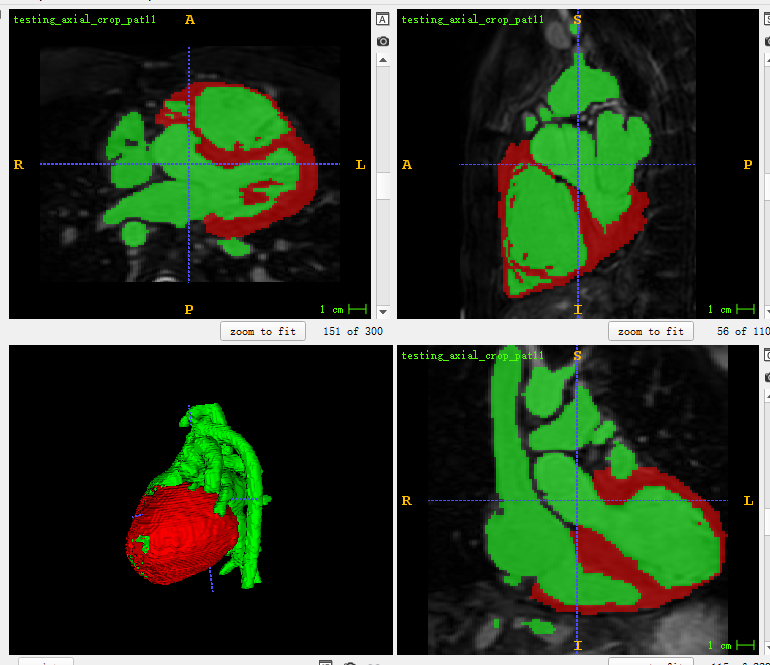 testing_axial_crop_pat11
A
A
R
L
P
1 cm
zoom to fit
151 of 300
testing_axial_crop_pat11
S
A
P
I
1 cm
zoom to fit
56 of 110
testing_axial_crop_pat11
S
R
L
I
1 cm